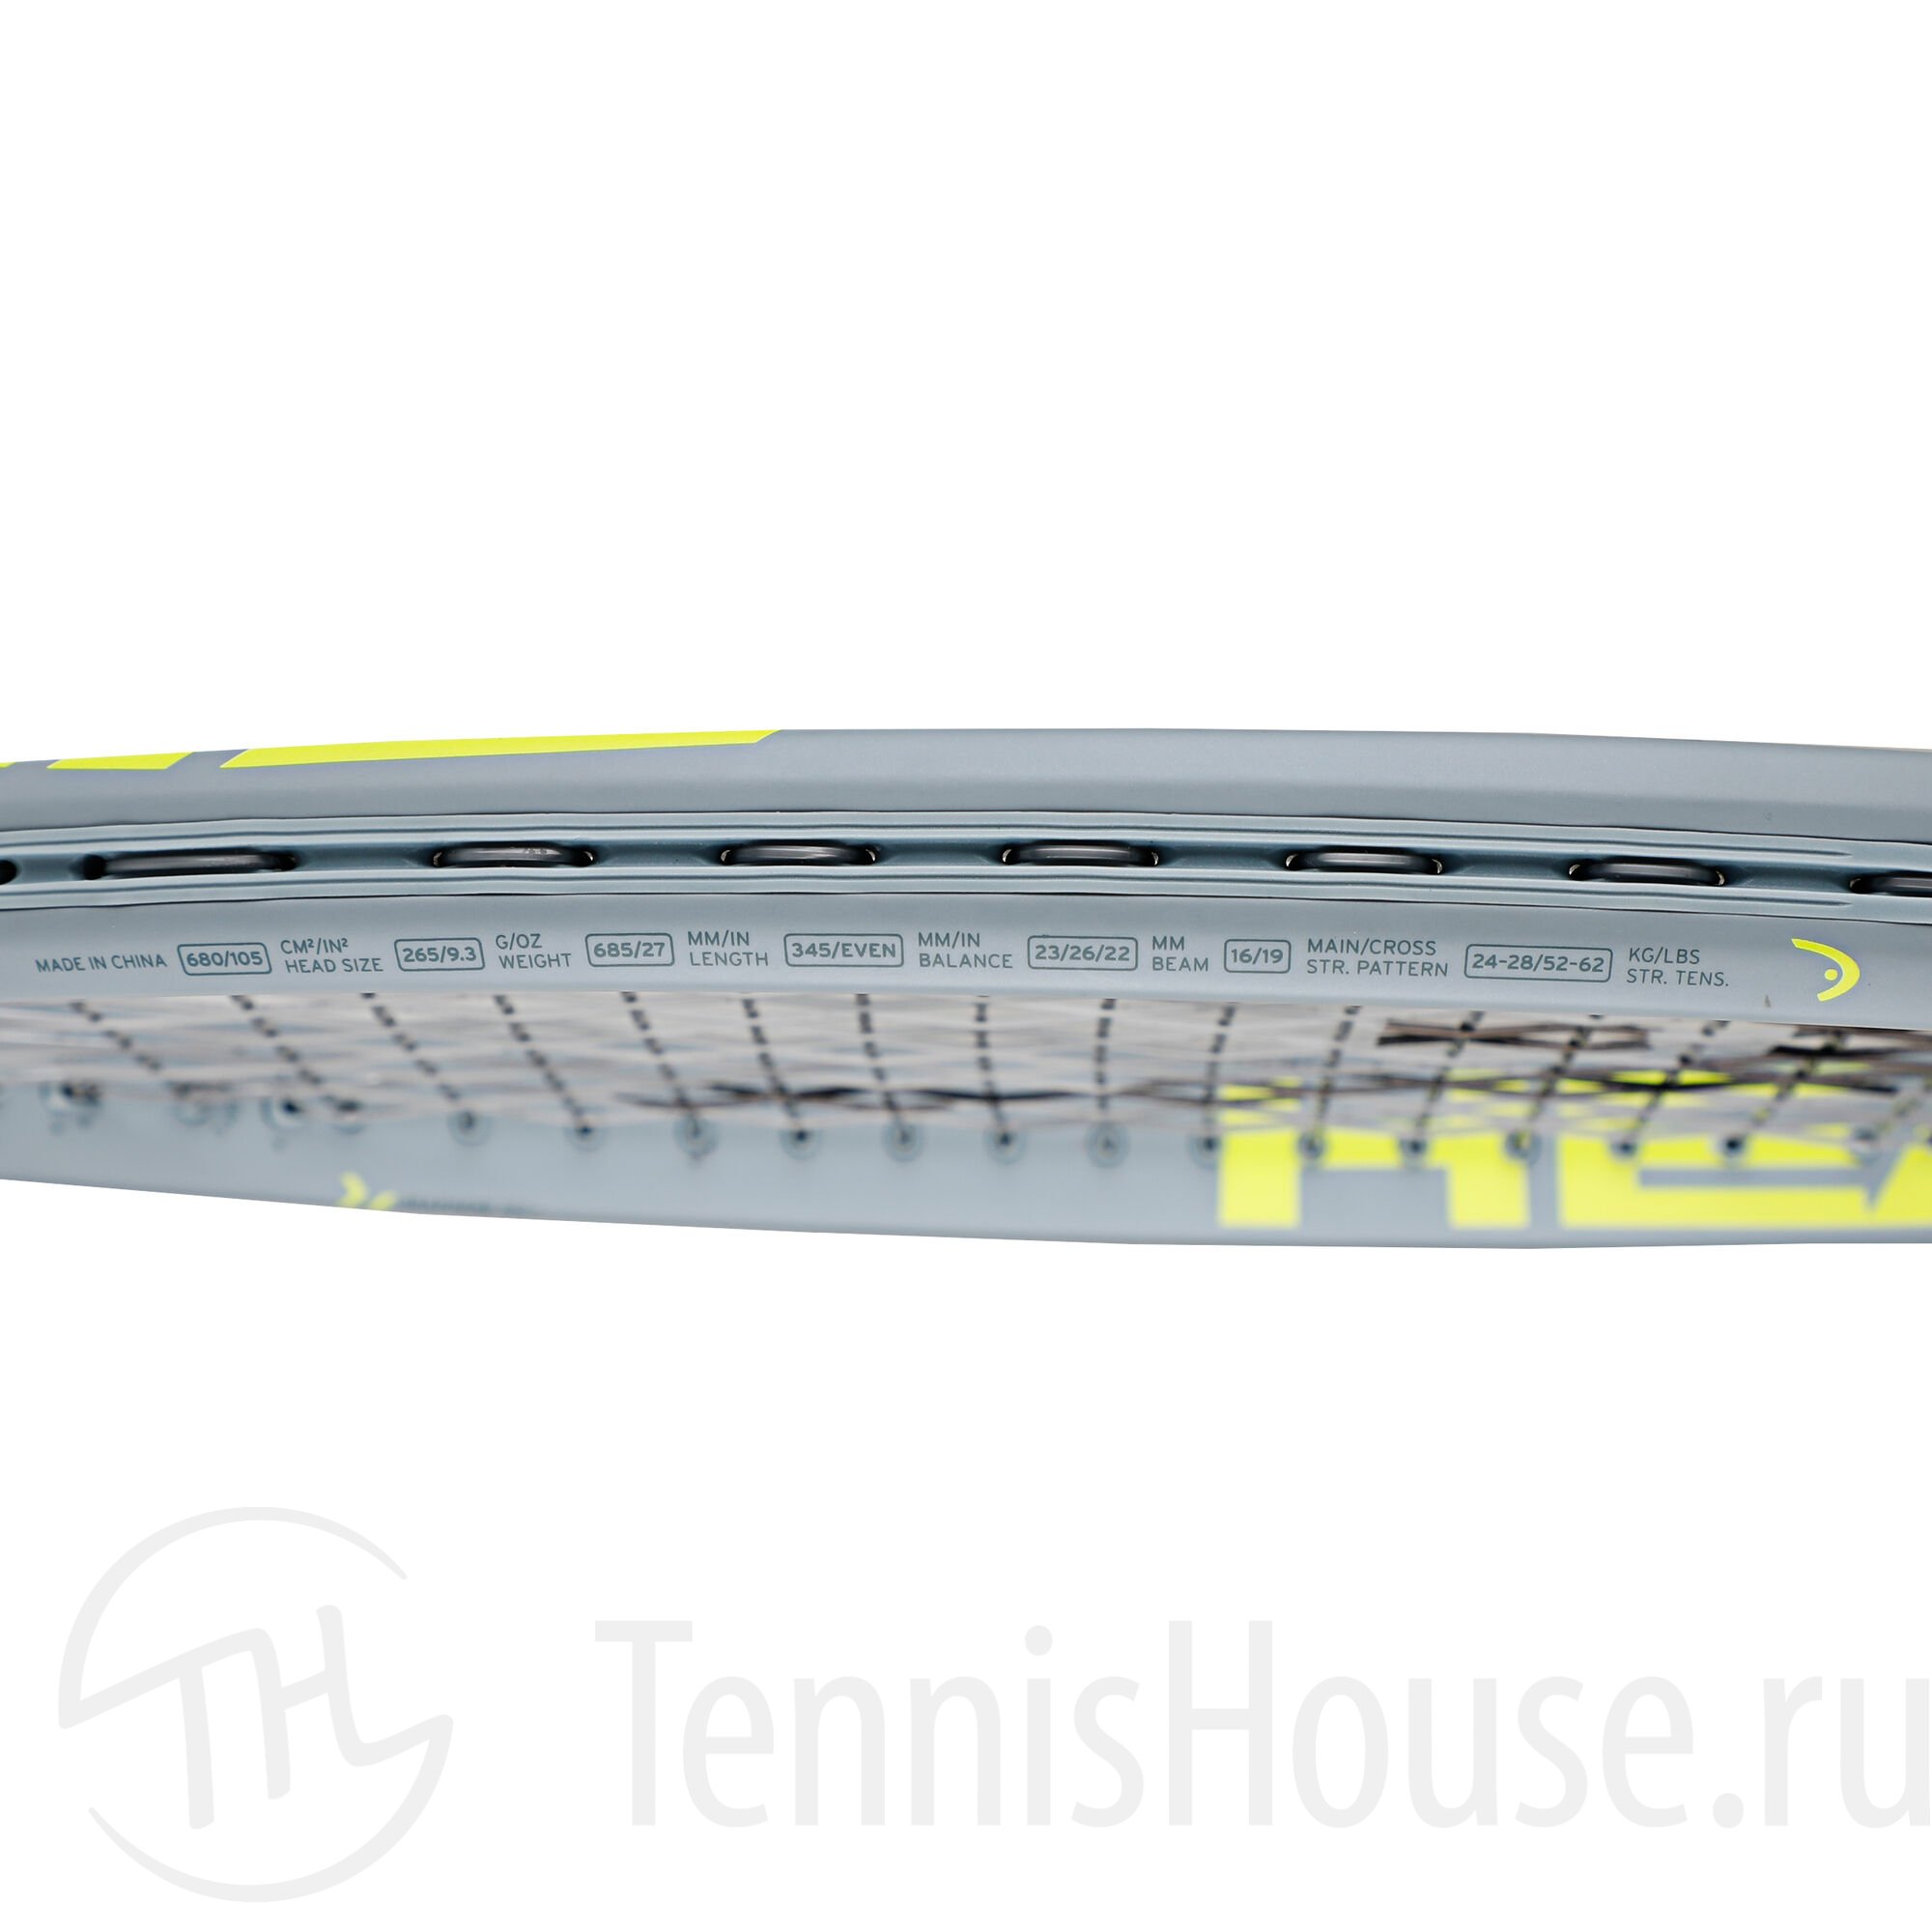 MADE IN CHINA 680/105 CM²/IN² HEAD SIZE 265/9.3 G/OZ WEIGHT 685/27 MM/IN LENGTH 345/EVEN MM/IN BALANCE 23/26/22 MM BEAM 16/19 MAIN/CROSS STR. PATTERN 24-28/52-62 KG/LBS STR. TENS.
TH
TennisHouse.ru